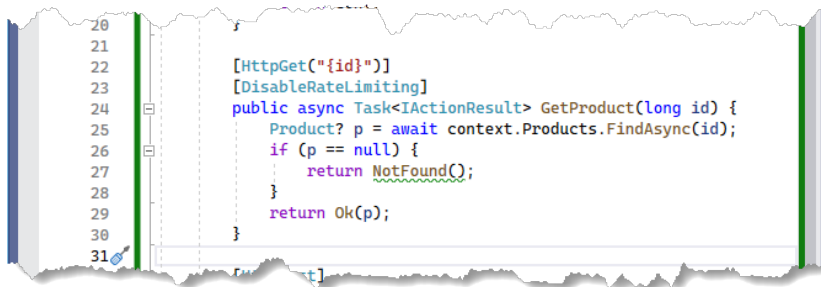 20 }
21
22 [HttpGet("{id}")]
23 [DisableRateLimiting]
24 public async Task<IActionResult> GetProduct(long id) {
25 Product? p = await context.Products.FindAsync(id);
26 if (p == null) {
27 return NotFound();
28 }
29 return Ok(p);
30 }
31